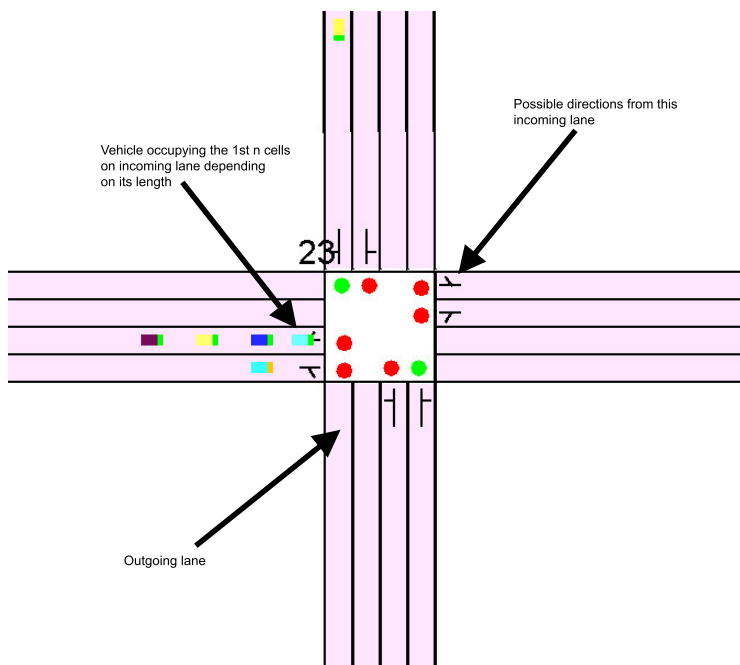 Possible directions from this
incoming lane
Vehicle occupying the 1st n cells
on incoming lane depending
on its length
23
Outgoing lane